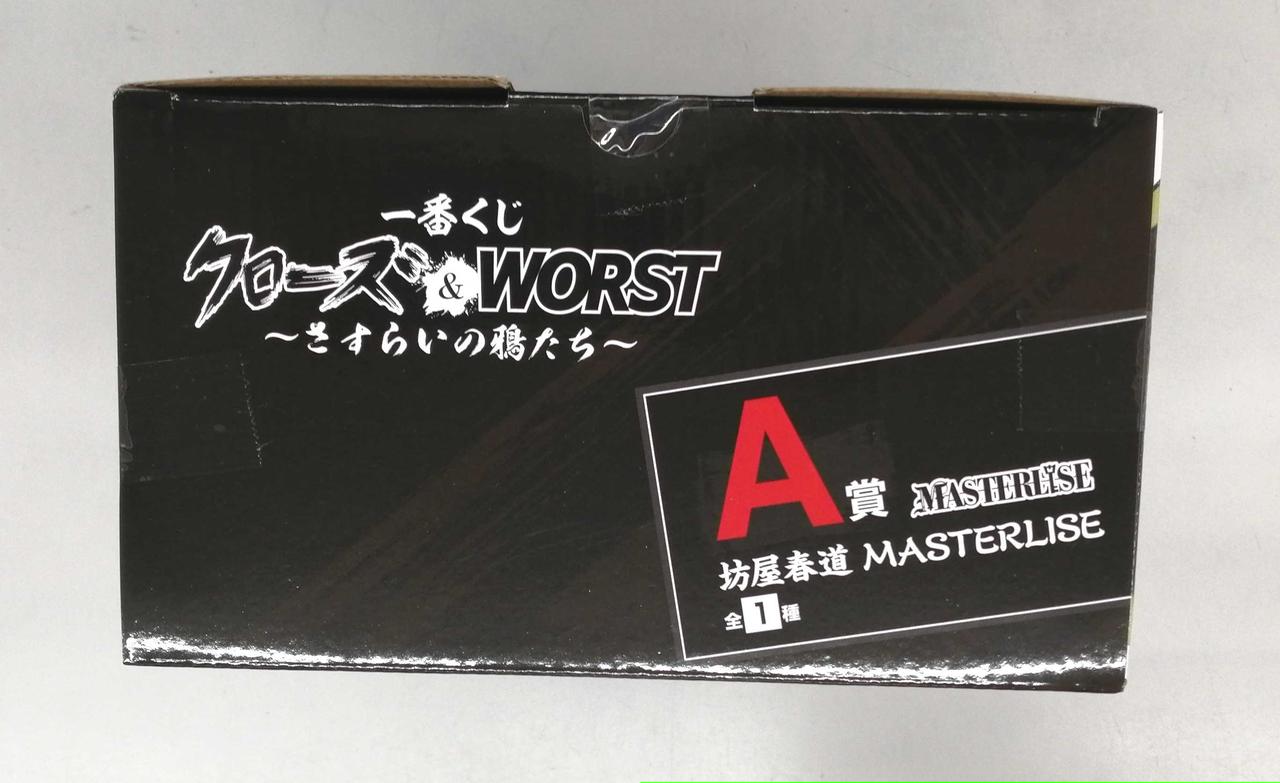 一番くじ
クローズ&WORST
～さすらいの鴉たち～
A賞 MASTERLISE
坊屋春道 MASTERLISE
全1種